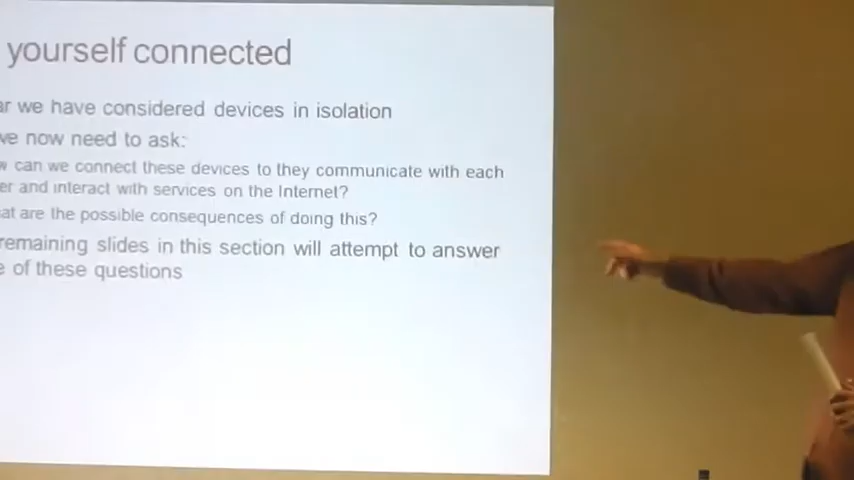 yourself connected
ar we have considered devices in isolation
we now need to ask:
w can we connect these devices to they communicate with each
er and interact with services on the Internet?
at are the possible consequences of doing this?
remaining slides in this section will attempt to answer
e of these questions